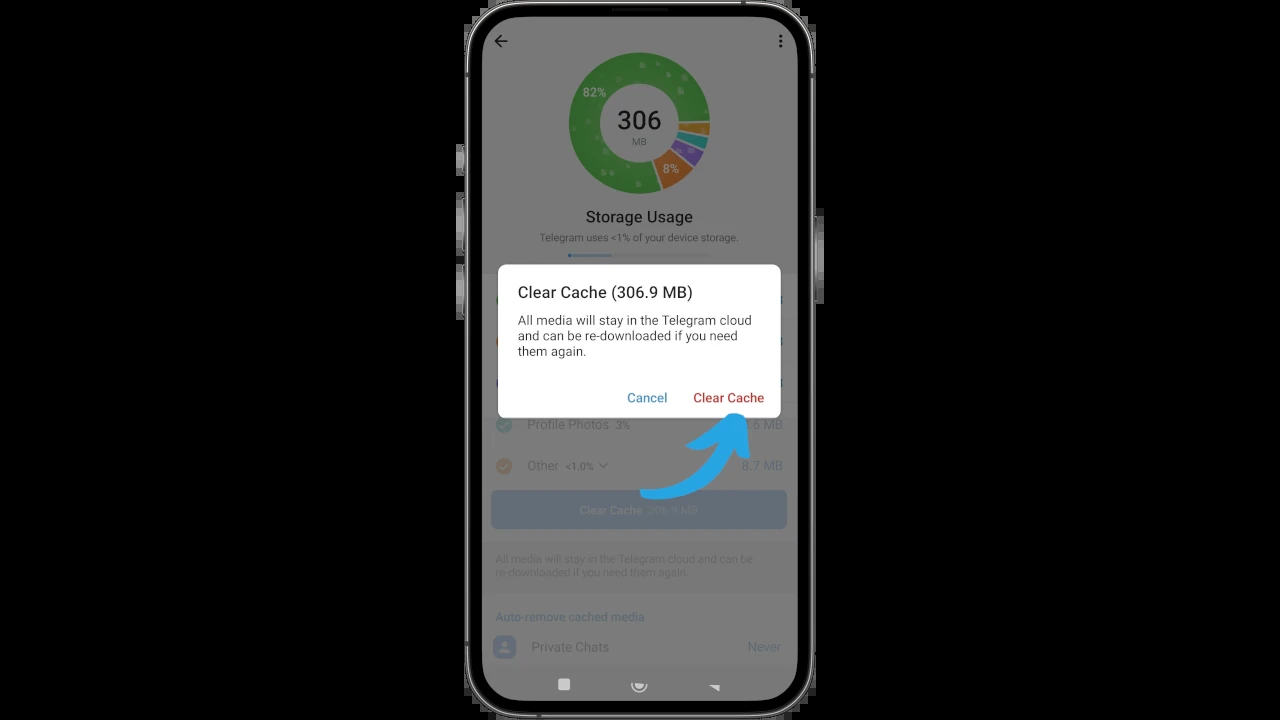 82%
306
MB
8%
Storage Usage
Telegram uses <1% of your device storage.
Clear Cache (306.9 MB)
All media will stay in the Telegram cloud
and can be re-downloaded if you need
them again.
Cancel Clear Cache
Profile Photos 3% MB
Other <1.0% 8.7 MB
Clear Cache 306.9 MB
All media will stay in the Telegram cloud and can be
re-downloaded if you need them again.
Auto-remove cached media
Private Chats Never